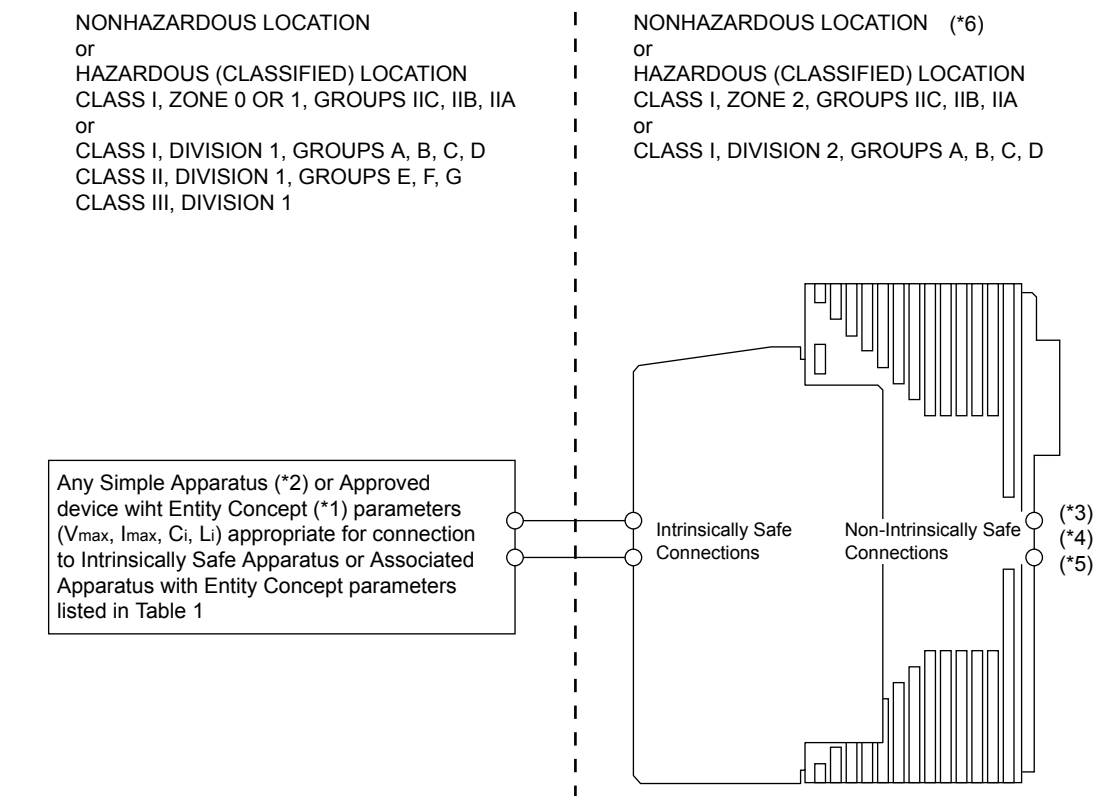 NONHAZARDOUS LOCATION
or
HAZARDOUS (CLASSIFIED) LOCATION
CLASS I, ZONE 0 OR 1, GROUPS IIC, IIB, IIA
or
CLASS I, DIVISION 1, GROUPS A, B, C, D
CLASS II, DIVISION 1, GROUPS E, F, G
CLASS III, DIVISION 1
NONHAZARDOUS LOCATION (*6)
or
HAZARDOUS (CLASSIFIED) LOCATION
CLASS I, ZONE 2, GROUPS IIC, IIB, IIA
or
CLASS I, DIVISION 2, GROUPS A, B, C, D
Any Simple Apparatus (*2) or Approved
device wiht Entity Concept (*1) parameters
(Vmax, Imax, Ci, Li) appropriate for connection
to Intrinsically Safe Apparatus or Associated
Apparatus with Entity Concept parameters
listed in Table 1
Intrinsically Safe
Connections
Non-Intrinsically Safe
Connections
(*3)
(*4)
(*5)